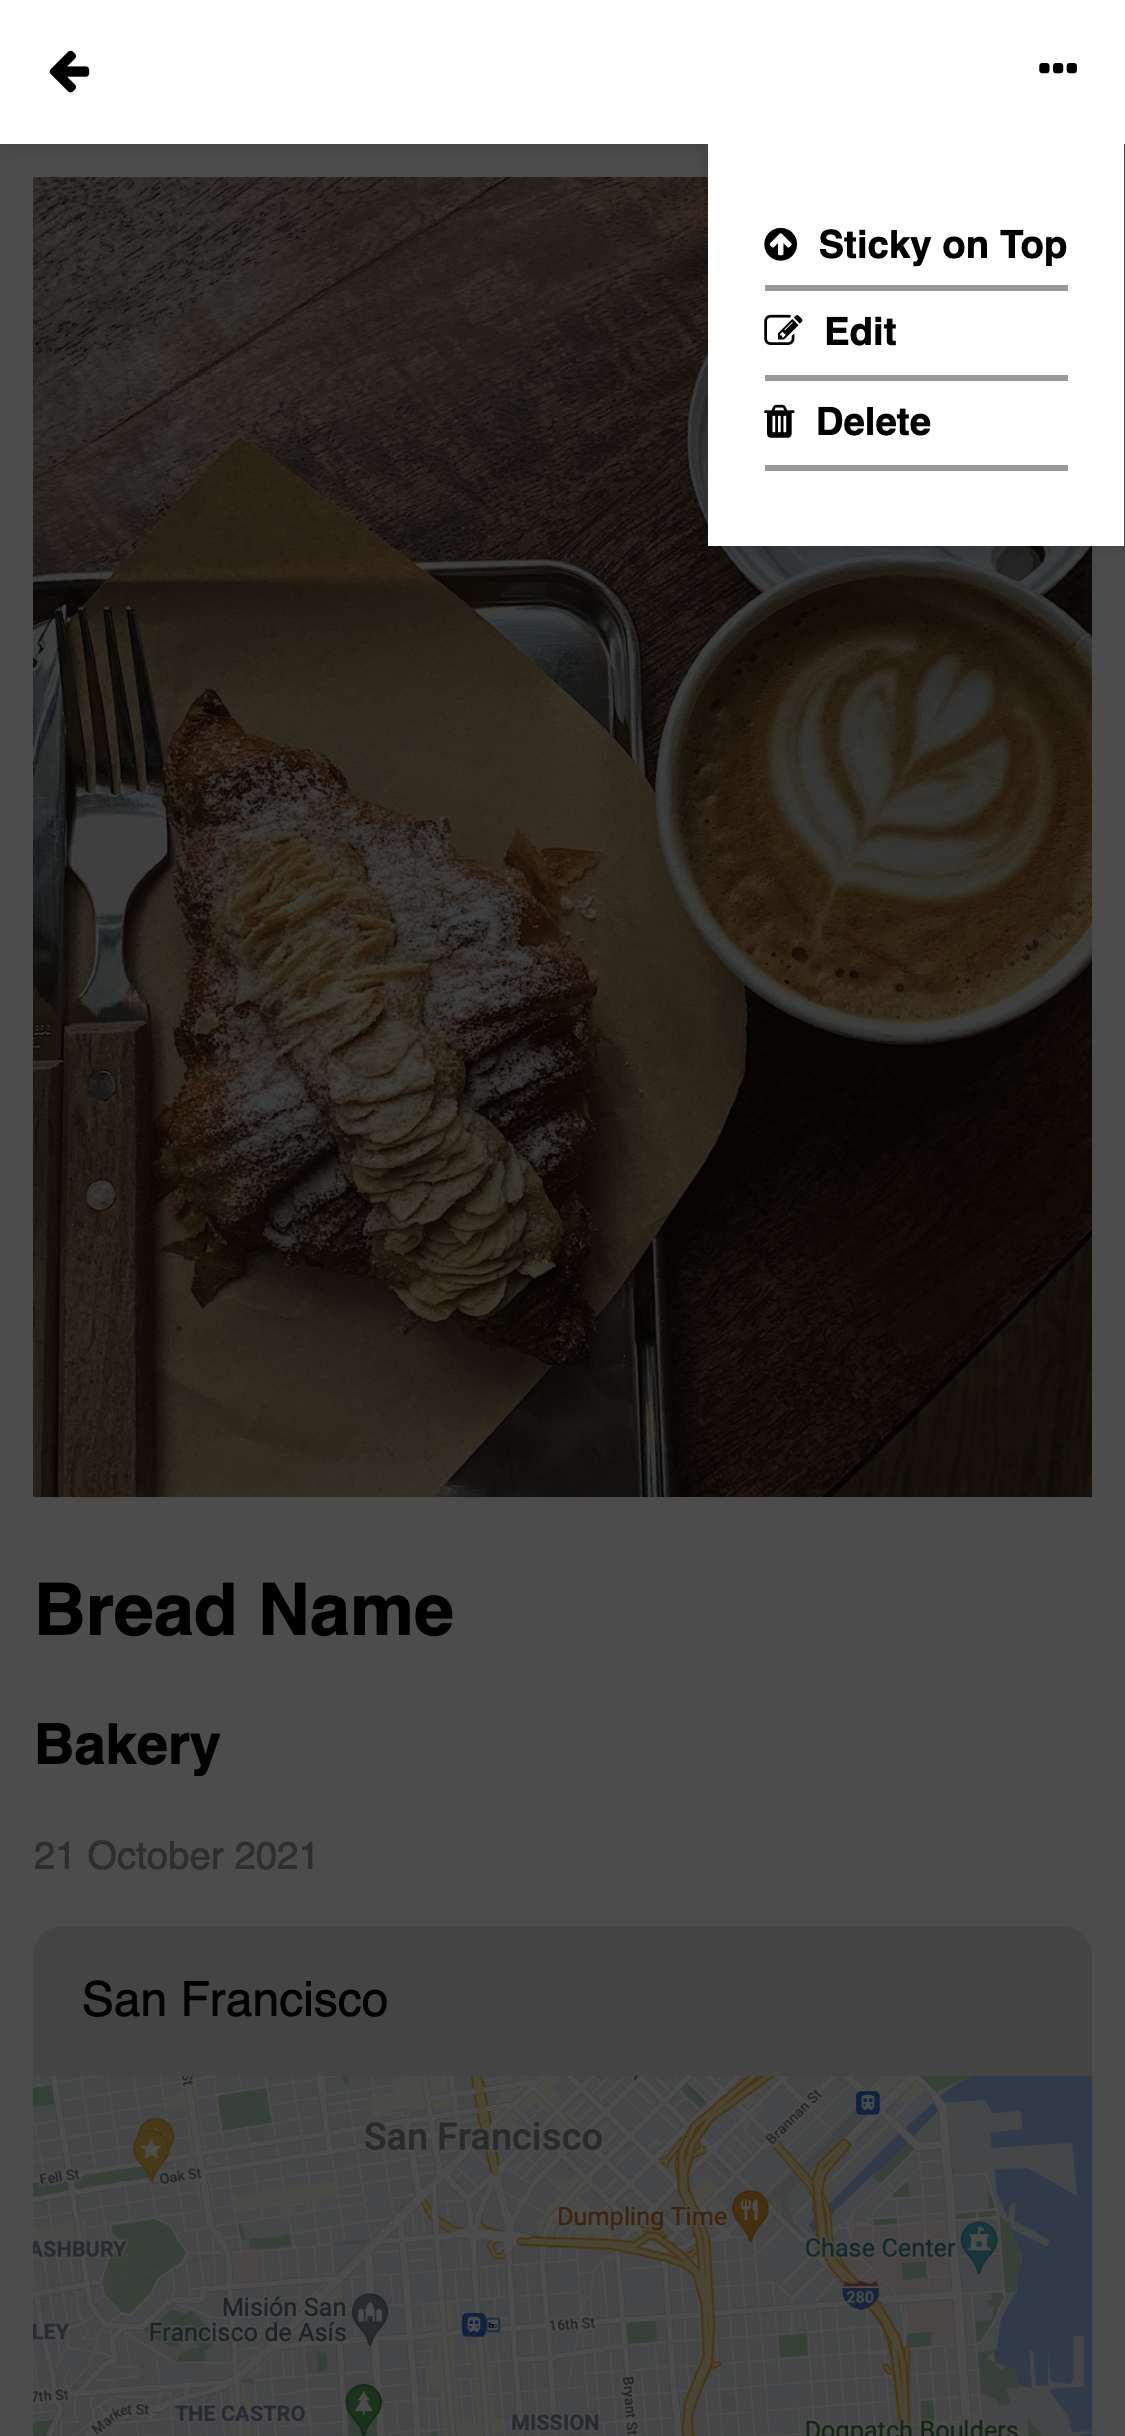 Sticky on Top
Edit
Delete
Bread Name
Bakery
21 October 2021
San Francisco
St
San Francisco
Brannan St
Fell St
Oak St
Dumpling Time
ASHBURY
Chase Center
280
Misión San
Francisco de Asís
16th St
LEY
7th St
Market St
THE CASTRO
Bryant St
MISSION
Dogpatch Boulders